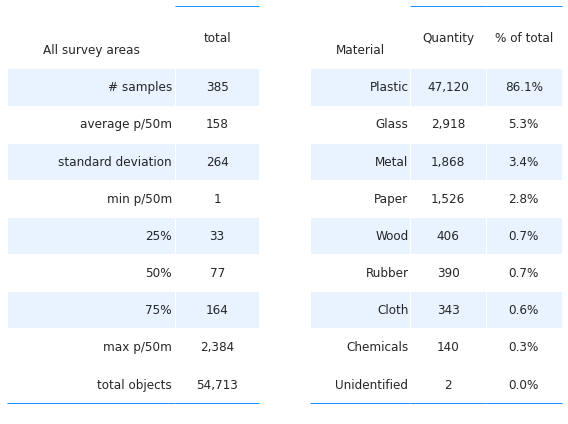 All survey areas total
# samples 385
average p/50m 158
standard deviation 264
min p/50m 1
25% 33
50% 77
75% 164
max p/50m 2,384
total objects 54,713
Material Quantity % of total
Plastic 47,120 86.1%
Glass 2,918 5.3%
Metal 1,868 3.4%
Paper 1,526 2.8%
Wood 406 0.7%
Rubber 390 0.7%
Cloth 343 0.6%
Chemicals 140 0.3%
Unidentified 2 0.0%